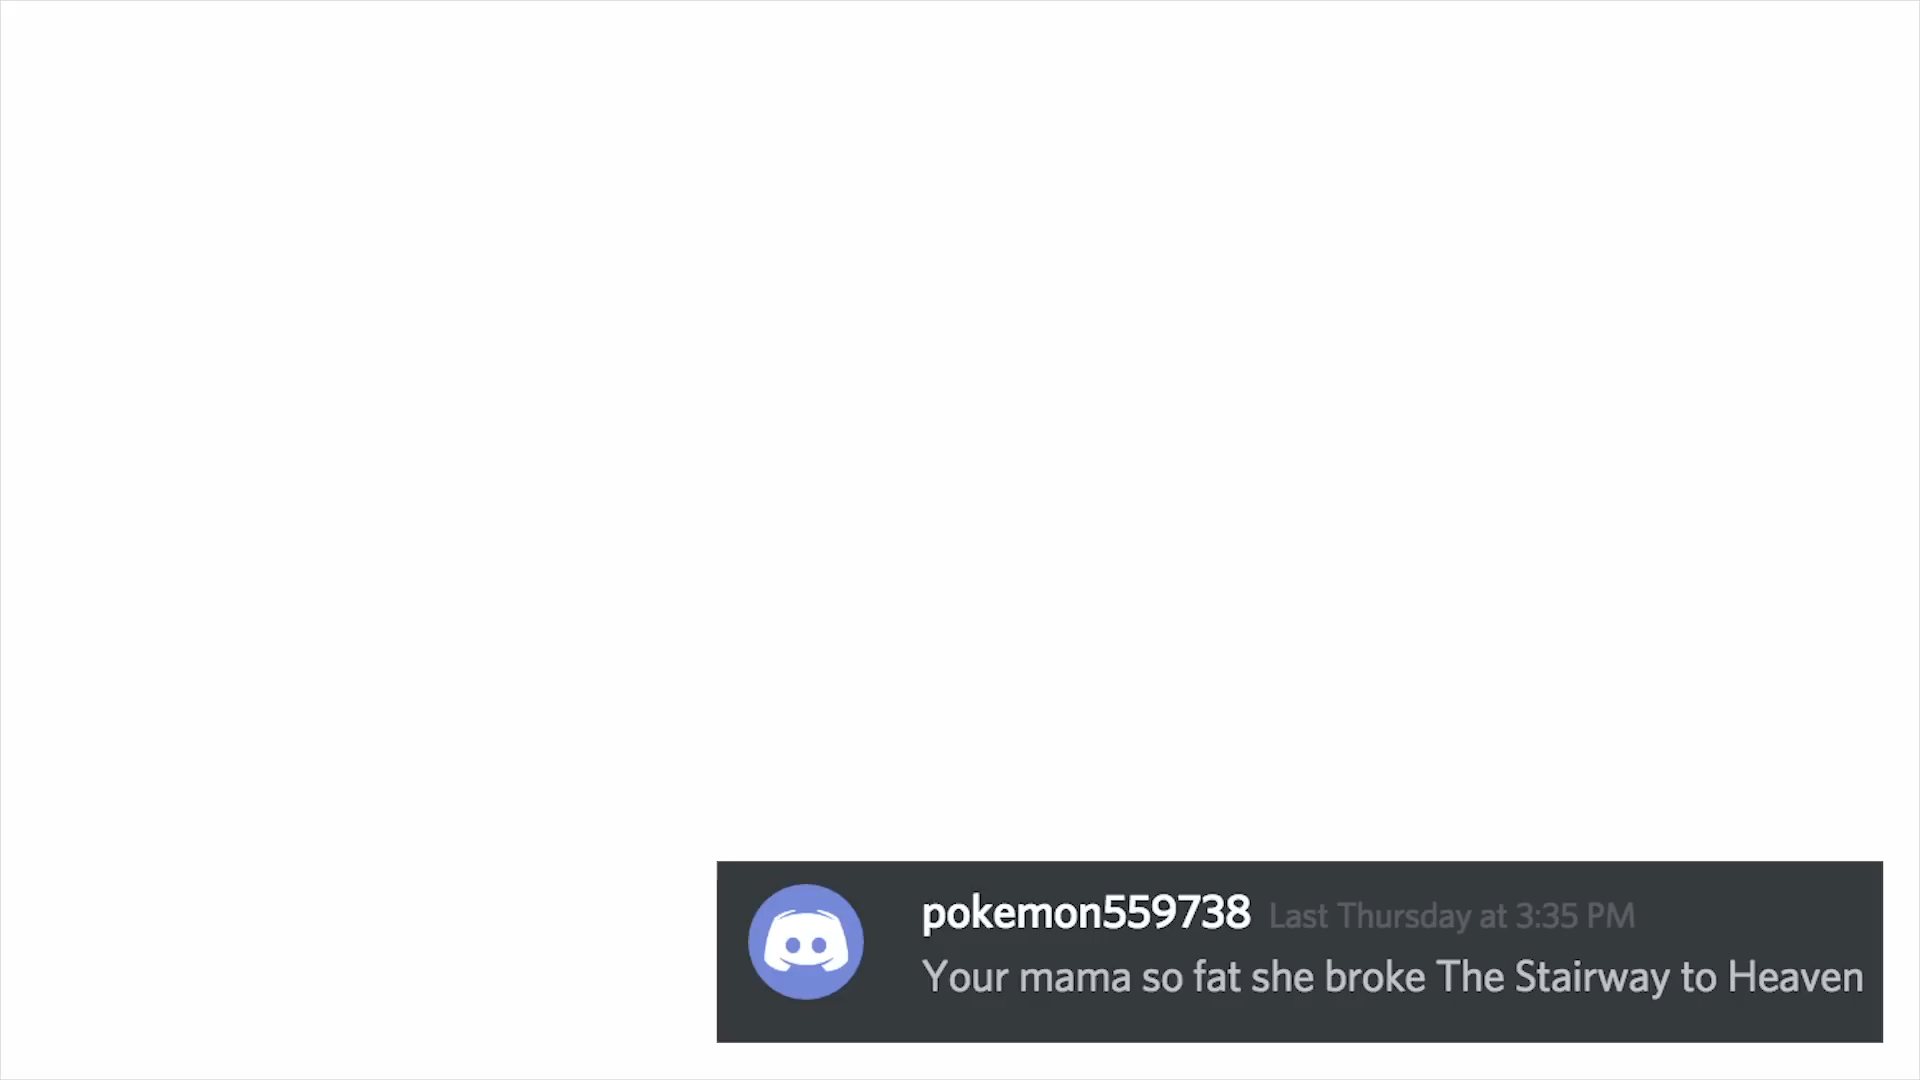 pokemon559738 Last Thursday at 3:35 PM
Your mama so fat she broke The Stairway to Heaven